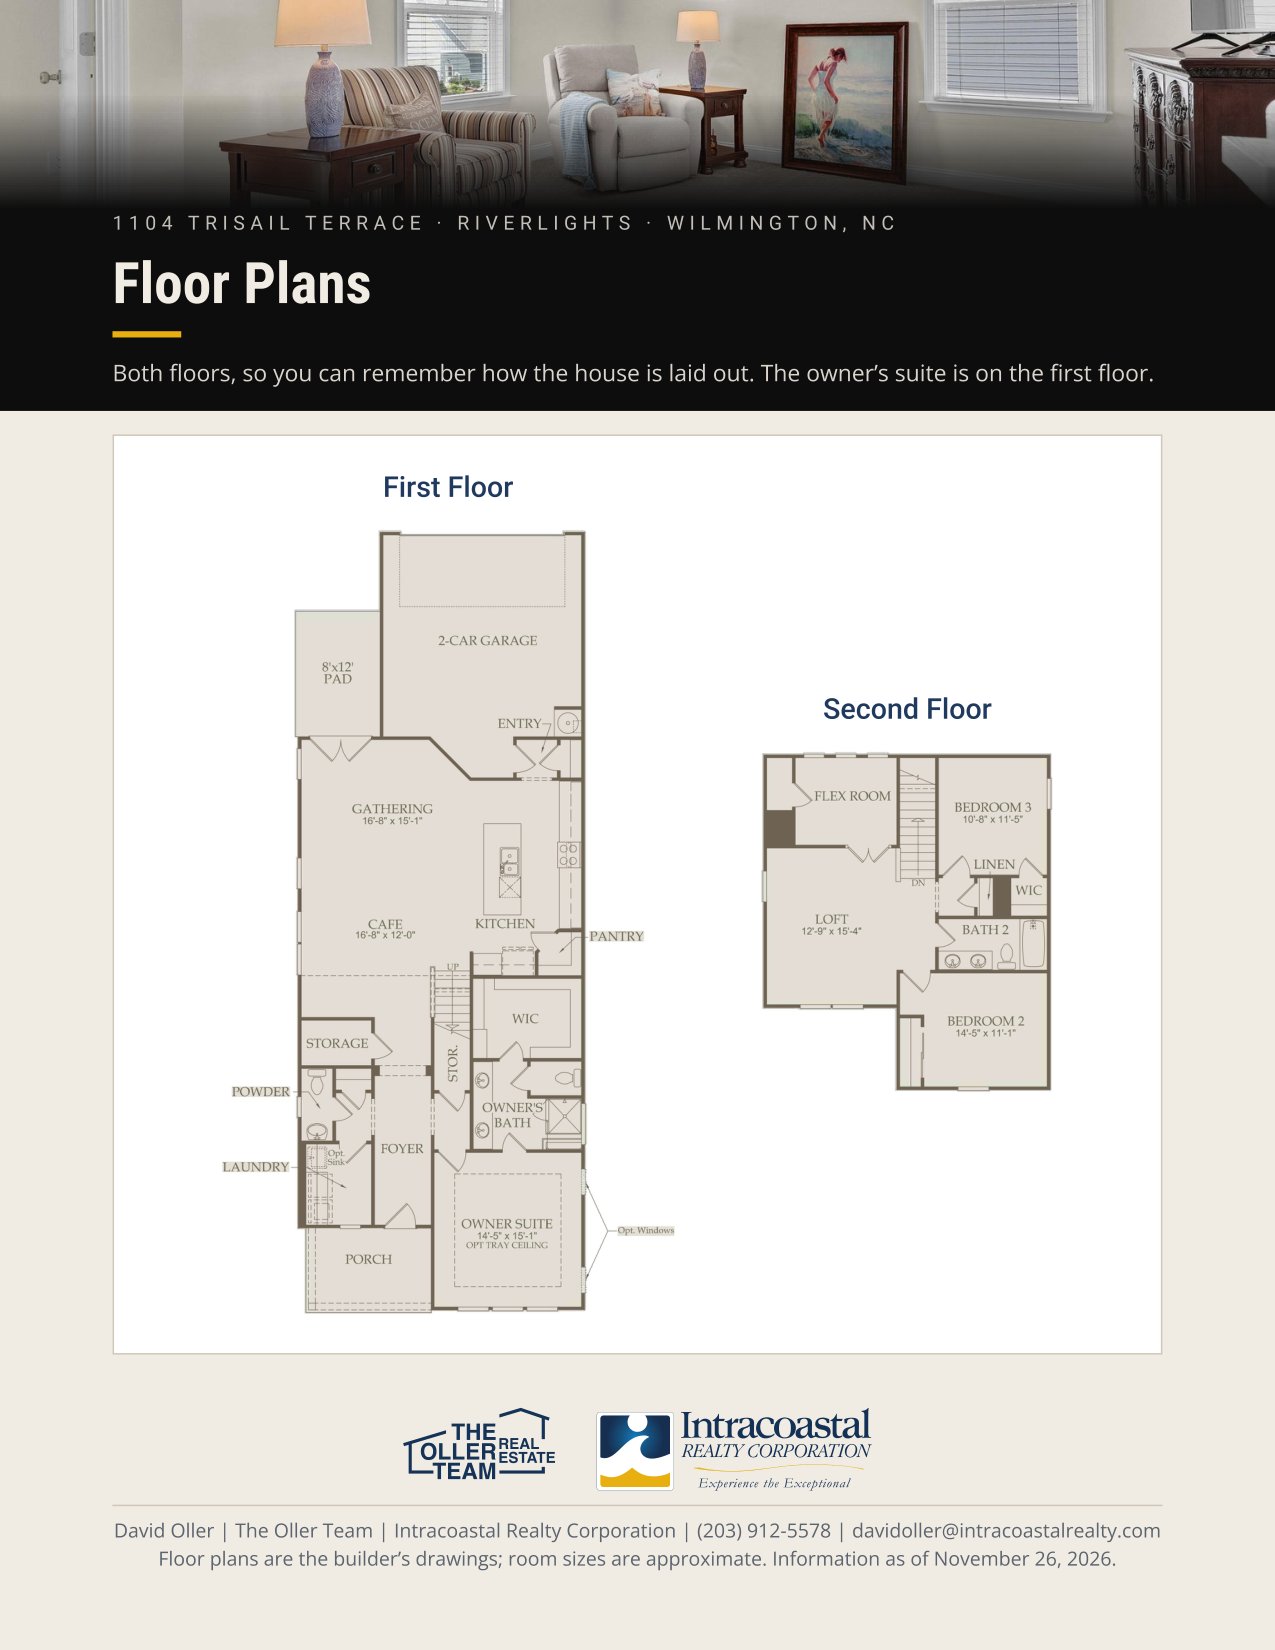 1104 TRISAIL TERRACE · RIVERLIGHTS · WILMINGTON, NC
Floor Plans
Both floors, so you can remember how the house is laid out. The owner’s suite is on the first floor.
First Floor
2-CAR GARAGE
8'x12'
PAD
ENTRY
GATHERING
16'-8" x 15'-1"
CAFE
16'-8" x 12'-0"
KITCHEN
PANTRY
UP
WIC
STORAGE
STOR.
POWDER
OWNER'S
BATH
FOYER
Opt.
Sink
LAUNDRY
OWNER SUITE
14'-5" x 15'-1"
OPT TRAY CEILING
Opt. Windows
PORCH
Second Floor
FLEX ROOM
BEDROOM 3
10'-8" x 11'-5"
LINEN
DN
WIC
LOFT
12'-9" x 15'-4"
BATH 2
BEDROOM 2
14'-5" x 11'-1"
THE
OLLER
TEAM
REAL
ESTATE
Intracoastal
REALTY CORPORATION
Experience the Exceptional
David Oller | The Oller Team | Intracoastal Realty Corporation | (203) 912-5578 | davidoller@intracoastalrealty.com
Floor plans are the builder’s drawings; room sizes are approximate. Information as of November 26, 2026.